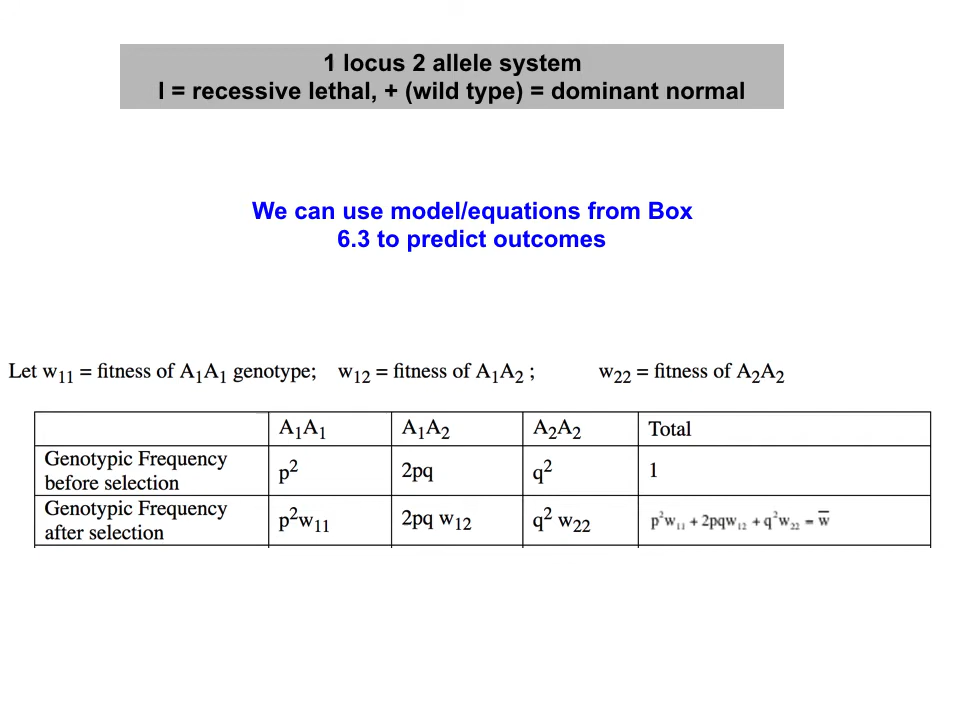 1 locus 2 allele system
l = recessive lethal, + (wild type) = dominant normal
We can use model/equations from Box
6.3 to predict outcomes
Let w₁₁ = fitness of A₁A₁ genotype; w₁₂ = fitness of A₁A₂ ; w₂₂ = fitness of A₂A₂
A₁A₁ A₁A₂ A₂A₂ Total
Genotypic Frequency
before selection p² 2pq q² 1
Genotypic Frequency
after selection p²w₁₁ 2pq w₁₂ q² w₂₂ p²w₁₁ + 2pqw₁₂ + q²w₂₂ = w̅